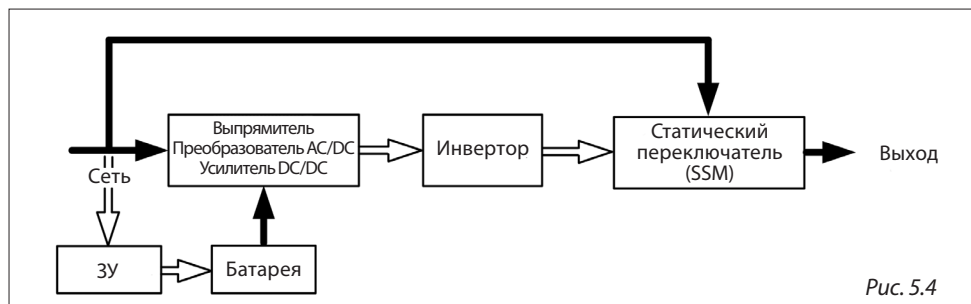 Выпрямитель
Преобразователь AC/DC
Усилитель DC/DC
Инвертор
Статический
переключатель
(SSM)
Выход
Сеть
ЗУ
Батарея
Рис. 5.4